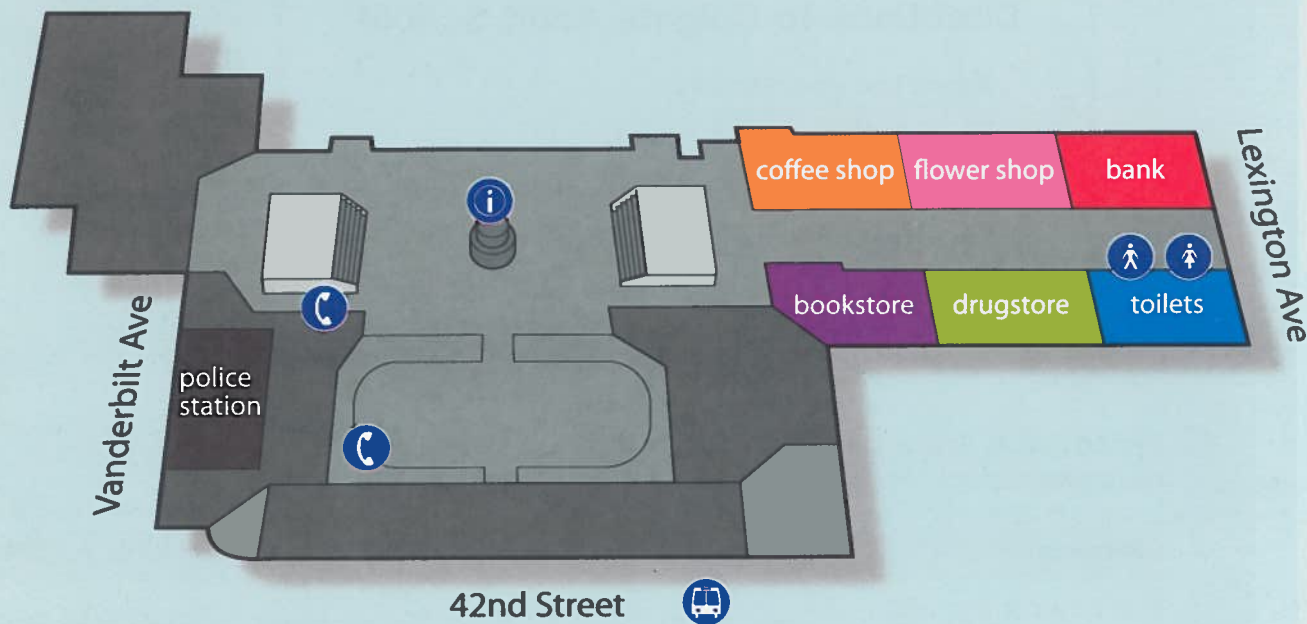 coffee shop
flower shop
bank
Lexington Ave
i
bookstore
drugstore
toilets
Vanderbilt Ave
police
station
42nd Street